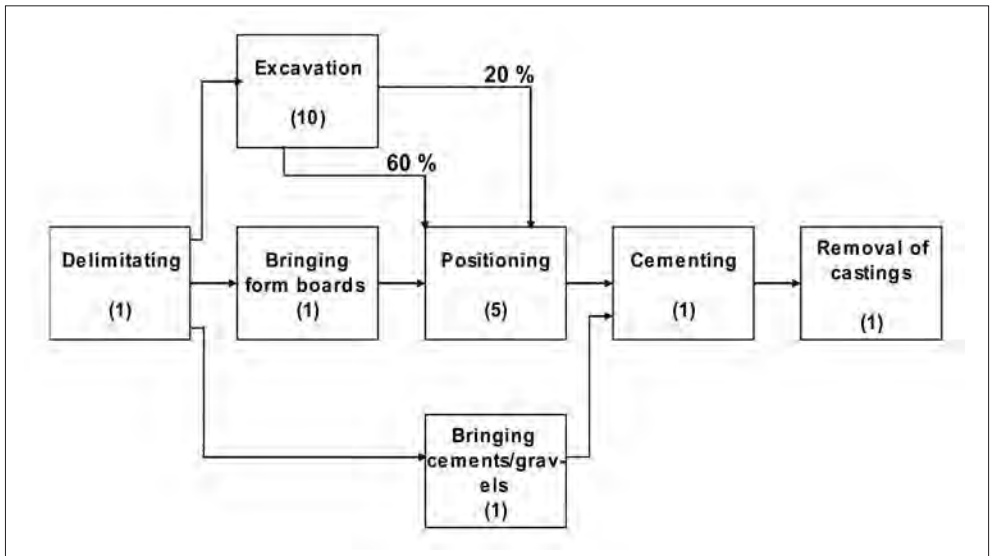 Excavation
(10)
20 %
60 %
Delimitating
(1)
Bringing
form boards
(1)
Positioning
(5)
Cementing
(1)
Removal of
castings
(1)
Bringing
cements/grav-
els
(1)